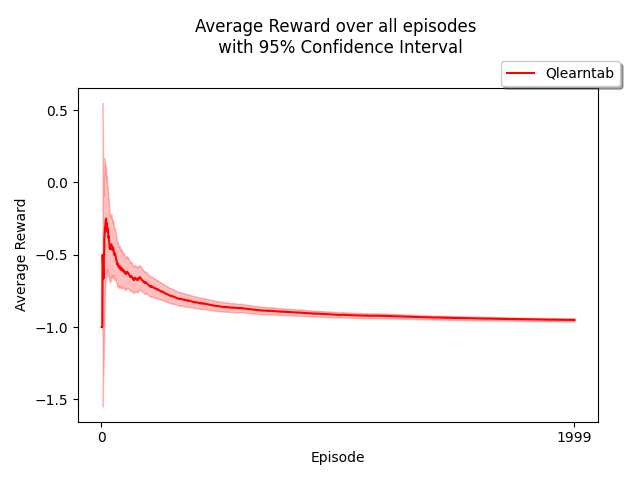 Average Reward over all episodes
with 95% Confidence Interval
Qlearntab
0.5
0.0
−0.5
−1.0
−1.5
Average Reward
0
1999
Episode